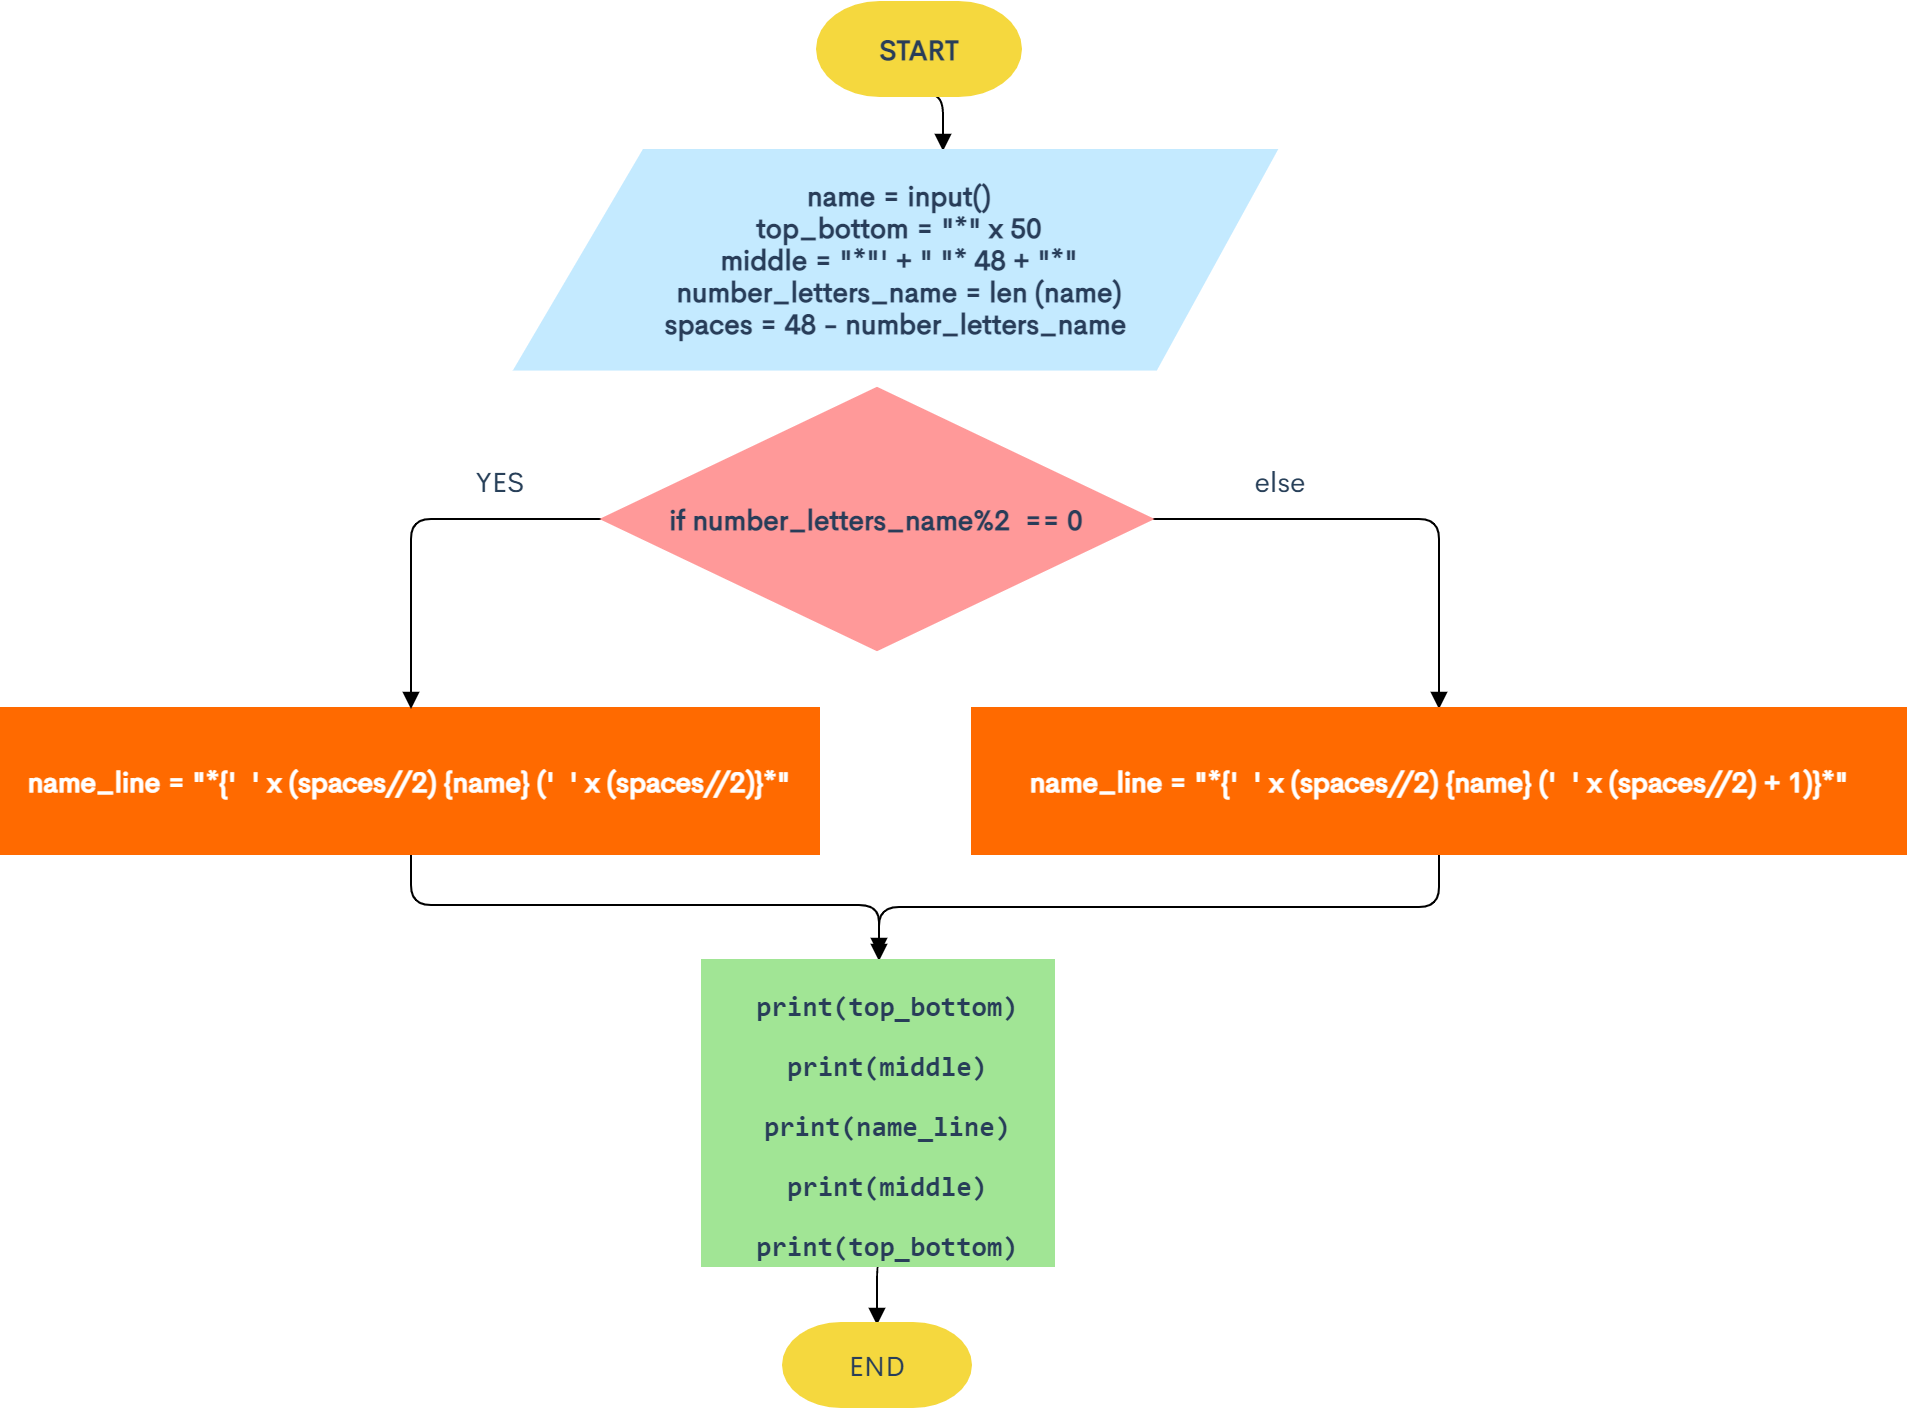 START
name = input()
top_bottom = "*" x 50
middle = "*"' + " "* 48 + "*"
number_letters_name = len (name)
spaces = 48 - number_letters_name
YES
else
if number_letters_name%2  == 0
name_line = "*{'  ' x (spaces//2) {name} ('  ' x (spaces//2)}*"
name_line = "*{'  ' x (spaces//2) {name} ('  ' x (spaces//2) + 1)}*"
print(top_bottom)
print(middle)
print(name_line)
print(middle)
print(top_bottom)
END